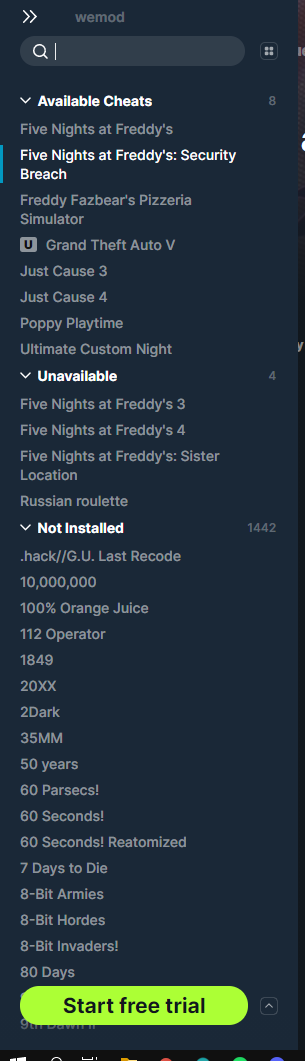 wemod
Available Cheats 8
Five Nights at Freddy's
Five Nights at Freddy's: Security
Breach
Freddy Fazbear's Pizzeria
Simulator
U Grand Theft Auto V
Just Cause 3
Just Cause 4
Poppy Playtime
Ultimate Custom Night
Unavailable 4
Five Nights at Freddy's 3
Five Nights at Freddy's 4
Five Nights at Freddy's: Sister
Location
Russian roulette
Not Installed 1442
.hack//G.U. Last Recode
10,000,000
100% Orange Juice
112 Operator
1849
20XX
2Dark
35MM
50 years
60 Parsecs!
60 Seconds!
60 Seconds! Reatomized
7 Days to Die
8-Bit Armies
8-Bit Hordes
8-Bit Invaders!
80 Days
Start free trial